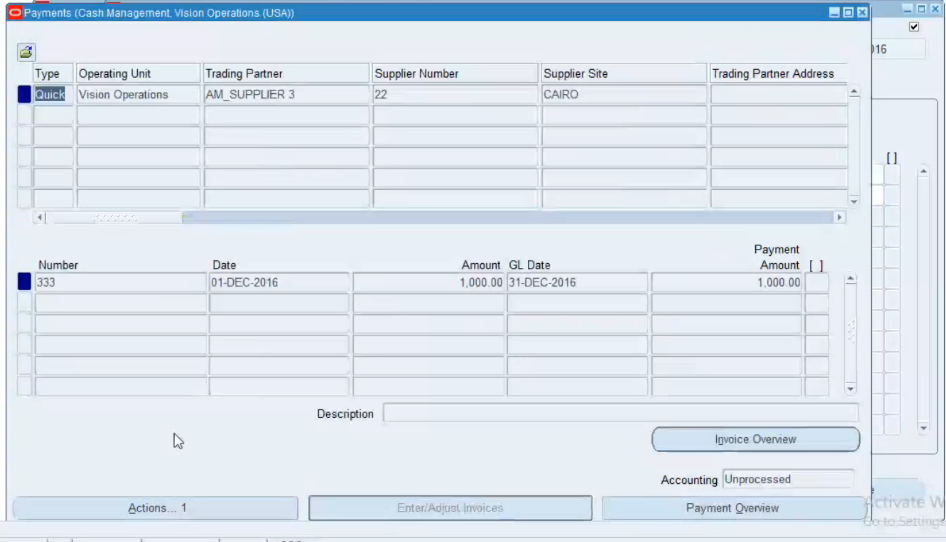 Payments (Cash Management, Vision Operations (USA))
16
Type Operating Unit Trading Partner Supplier Number Supplier Site Trading Partner Address
Quick Vision Operations AM_SUPPLIER 3 22 CAIRO
[ ]
Payment
Number Date Amount GL Date Amount [ ]
333 01-DEC-2016 1,000.00 31-DEC-2016 1,000.00
Description
Invoice Overview
Accounting Unprocessed
Actions... 1 Enter/Adjust Invoices Payment Overview
Activate W
Go to Settings